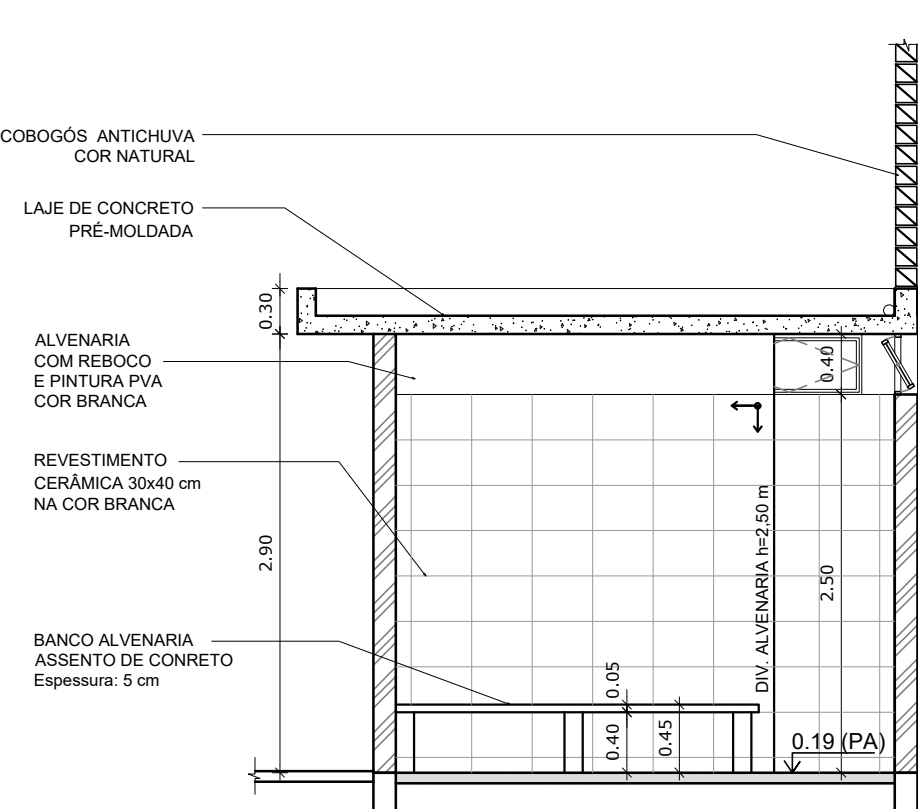 COBOGÓS ANTICHUVA
COR NATURAL
LAJE DE CONCRETO
PRÉ-MOLDADA
0.30
ALVENARIA
COM REBOCO
E PINTURA PVA
COR BRANCA
0.40
REVESTIMENTO
CERÂMICA 30x40 cm
NA COR BRANCA
2.90
DIV. ALVENARIA h=2,50 m
2.50
BANCO ALVENARIA
ASSENTO DE CONRETO
Espessura: 5 cm
0.05
0.40
0.45
0.19 (PA)